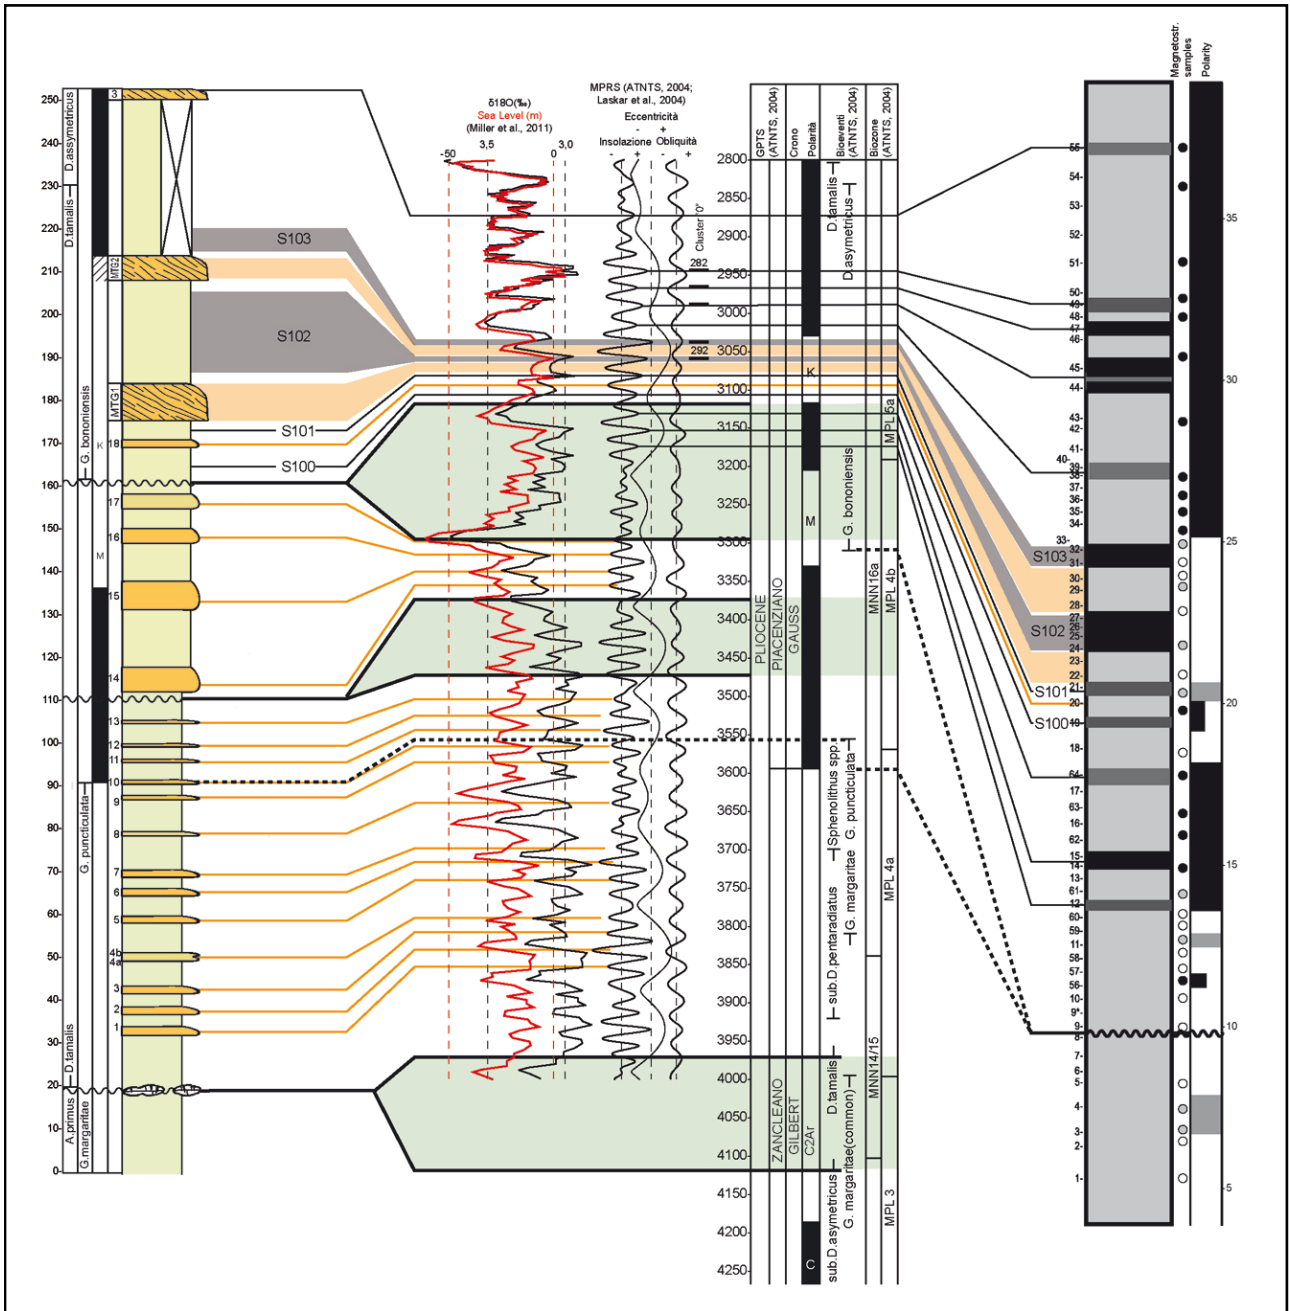 Magnetostr.
samples
Polarity
MPRS (ATNTS, 2004;
Laskar et al., 2004)
δ18O(‰)
Sea Level (m)
(Miller et al., 2011)
Eccentricità
- +
Insolazione Obliquità
- + - +
-50 3,5 0 3,0
GPTS
(ATNTS, 2004)
Crono
Polarità
Bioeventi
(ATNTS, 2004)
Biozone
(ATNTS, 2004)
Cluster "0"
282
292
250
240
230
220
210
200
190
180
170
160
150
140
130
120
110
100
90
80
70
60
50
40
30
20
10
0
D.assymetricus
D.tamalis
G. bononiensis
G. puncticulata
D.tamalis
A.primus
G.margaritae
K
M
3
MTG2
MTG1
18
17
16
15
14
13
12
11
10
9
8
7
6
5
4b
4a
3
2
1
S103
S102
S101
S100
2800
2850
2900
2950
3000
3050
3100
3150
3200
3250
3300
3350
3400
3450
3500
3550
3600
3650
3700
3750
3800
3850
3900
3950
4000
4050
4100
4150
4200
4250
PLIOCENE
PIACENZIANO
GAUSS
ZANCLEANO
GILBERT
C2Ar
K
M
C
D.tamalis
D.asymetricus
G. bononiensis
Sphenolithus spp.
G. puncticulata
G. margaritae
sub.D.pentaradiatus
D.tamalis
G. margaritae(common)
sub.D.asymetricus
MNN16a
MNN14/15
MPL 5a
MPL 4b
MPL 4a
MPL 3
55
54
53
52
51
50
49
48
47
46
45
44
43
42
41
40
39
38
37
36
35
34
33
32
31
30
29
28
27
26
25
24
23
22
21
20
19
18
64
17
63
16
62
15
14
13
61
12
60
59
11
58
57
56
10
9*
9
8
7
6
5
4
3
2
1
S103
S102
S101
S100
35
30
25
20
15
10
5